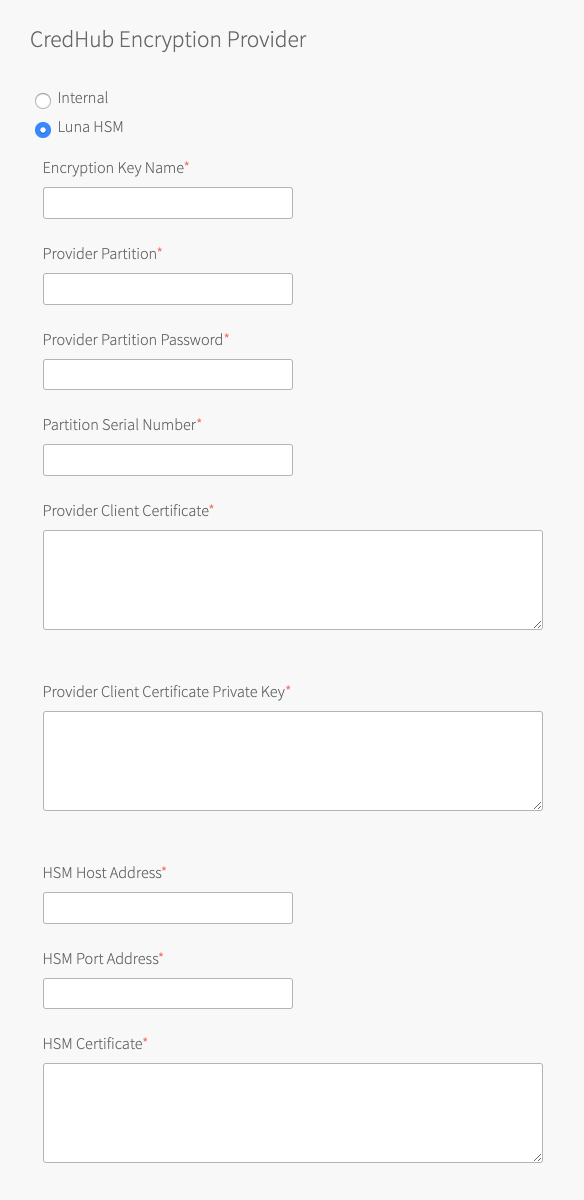 CredHub Encryption Provider
Internal
Luna HSM
Encryption Key Name*
Provider Partition*
Provider Partition Password*
Partition Serial Number*
Provider Client Certificate*
Provider Client Certificate Private Key*
HSM Host Address*
HSM Port Address*
HSM Certificate*